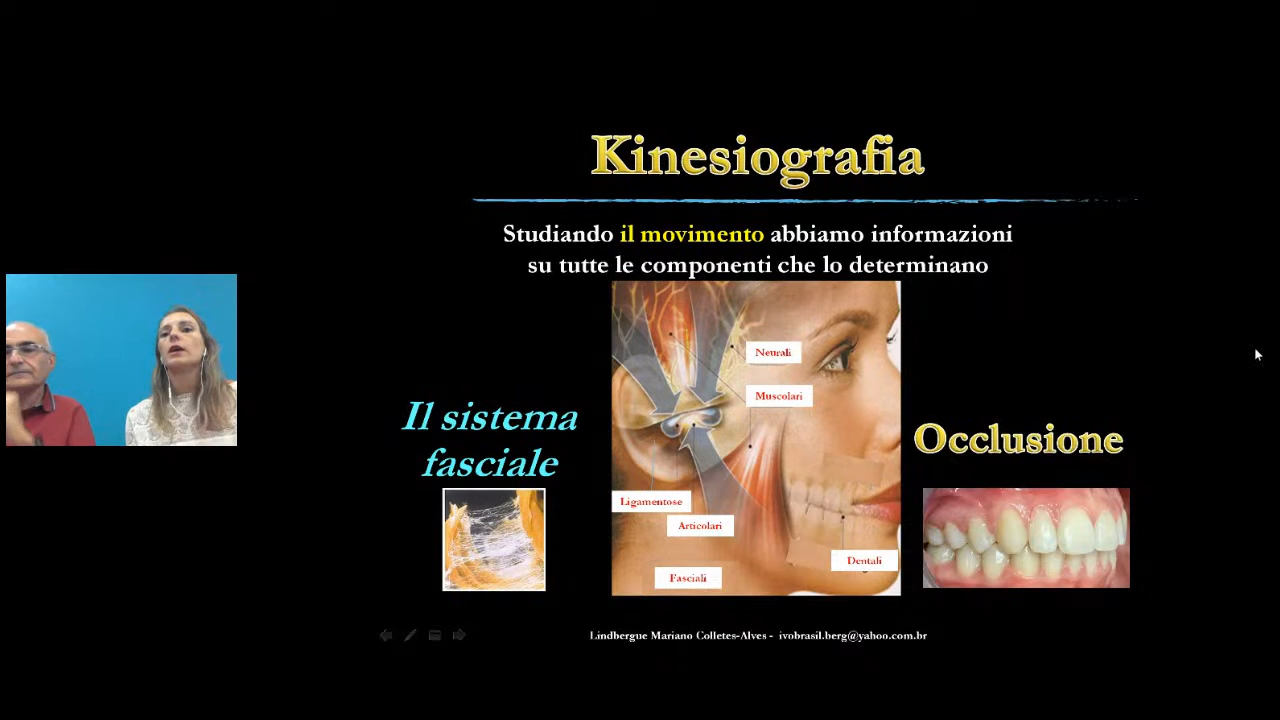 Kinesiografia
Studiando il movimento abbiamo informazioni
su tutte le componenti che lo determinano
Neurali
Muscolari
Il sistema
fasciale
Occlusione
Ligamentose
Articolari
Dentali
Fasciali
Lindbergue Mariano Colletes-Alves - ivobrasil.berg@yahoo.com.br